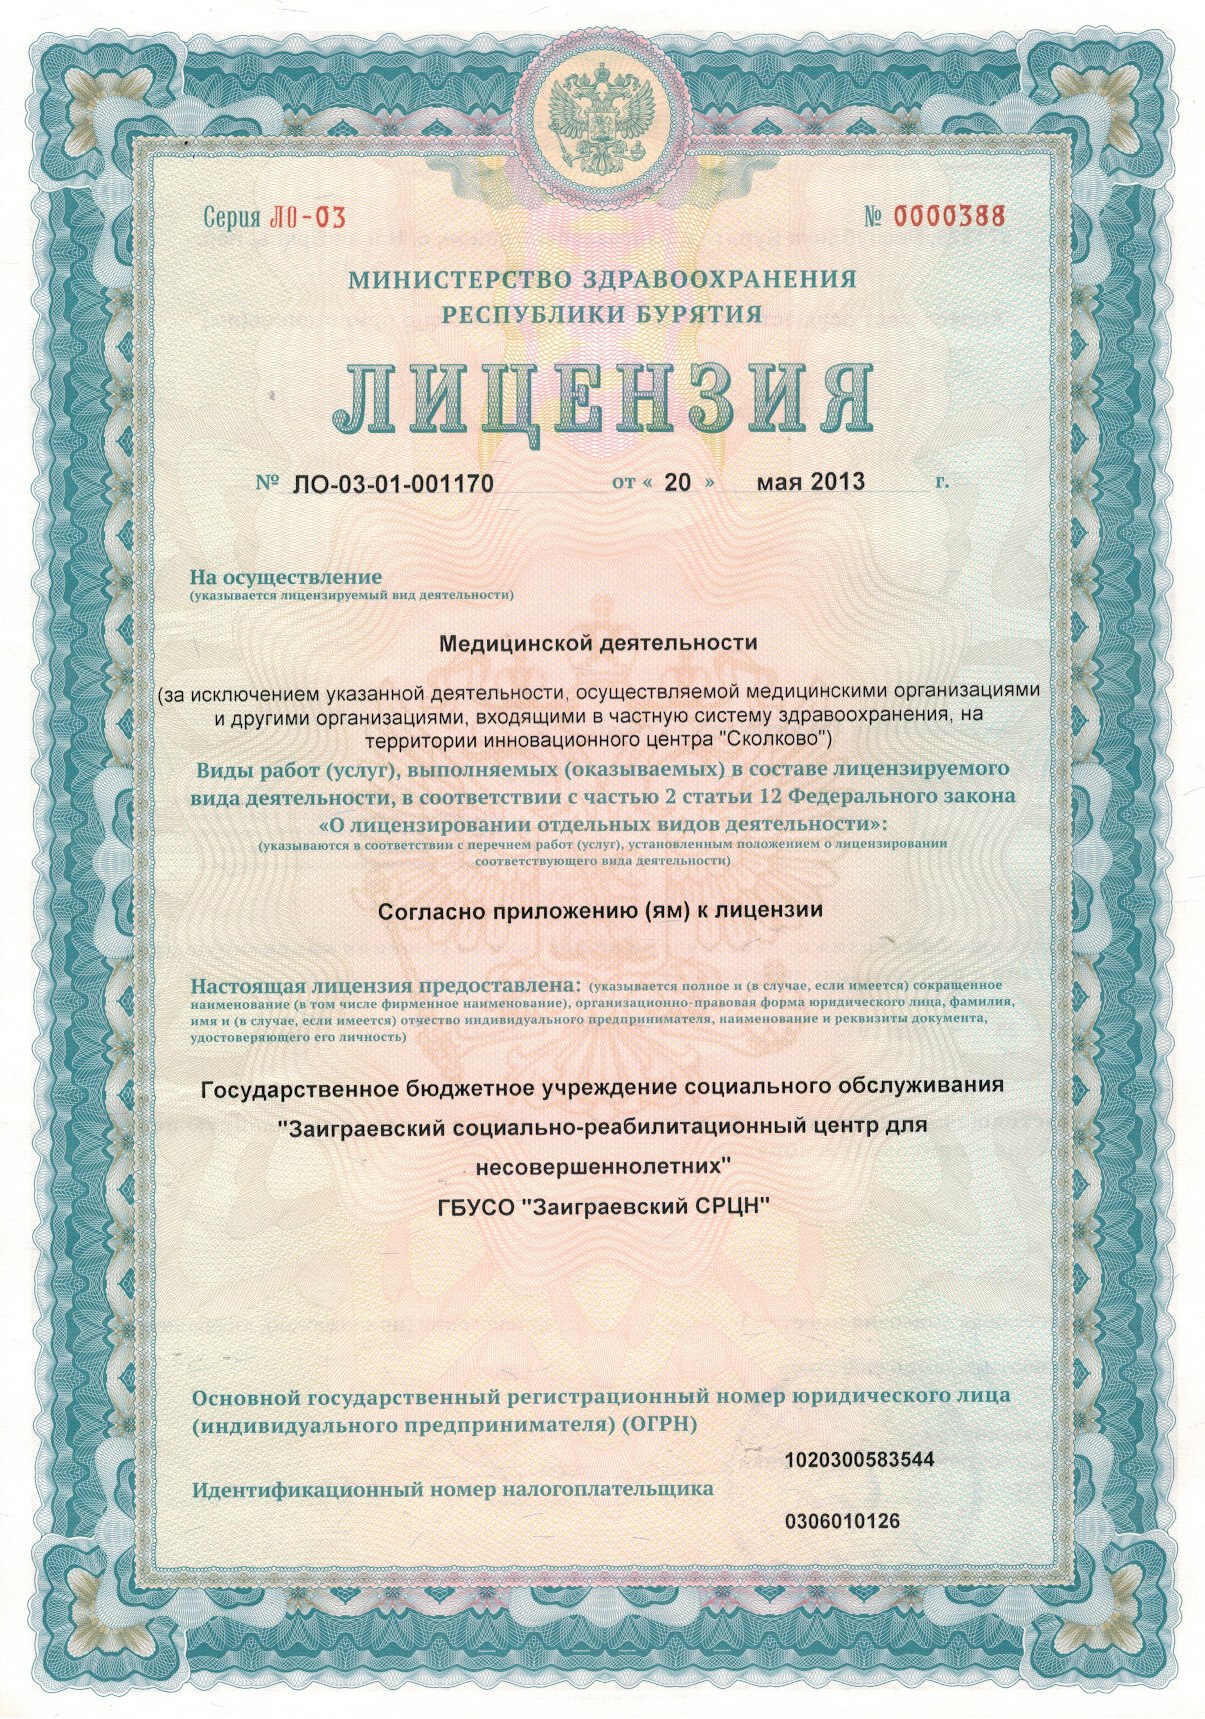 Серия ЛО-03 № 0000388
МИНИСТЕРСТВО ЗДРАВООХРАНЕНИЯ
РЕСПУБЛИКИ БУРЯТИЯ
ЛИЦЕНЗИЯ
№ ЛО-03-01-001170 от « 20 » мая 2013 г.
На осуществление
(указывается лицензируемый вид деятельности)
Медицинской деятельности
(за исключением указанной деятельности, осуществляемой медицинскими организациями
и другими организациями, входящими в частную систему здравоохранения, на
территории инновационного центра "Сколково")
Виды работ (услуг), выполняемых (оказываемых) в составе лицензируемого
вида деятельности, в соответствии с частью 2 статьи 12 Федерального закона
«О лицензировании отдельных видов деятельности»:
(указываются в соответствии с перечнем работ (услуг), установленным положением о лицензировании
соответствующего вида деятельности)
Согласно приложению (ям) к лицензии
Настоящая лицензия предоставлена: (указывается полное и (в случае, если имеется) сокращенное
наименование (в том числе фирменное наименование), организационно-правовая форма юридического лица, фамилия,
имя и (в случае, если имеется) отчество индивидуального предпринимателя, наименование и реквизиты документа,
удостоверяющего его личность)
Государственное бюджетное учреждение социального обслуживания
"Заиграевский социально-реабилитационный центр для
несовершеннолетних"
ГБУСО "Заиграевский СРЦН"
Основной государственный регистрационный номер юридического лица
(индивидуального предпринимателя) (ОГРН)
1020300583544
Идентификационный номер налогоплательщика
0306010126